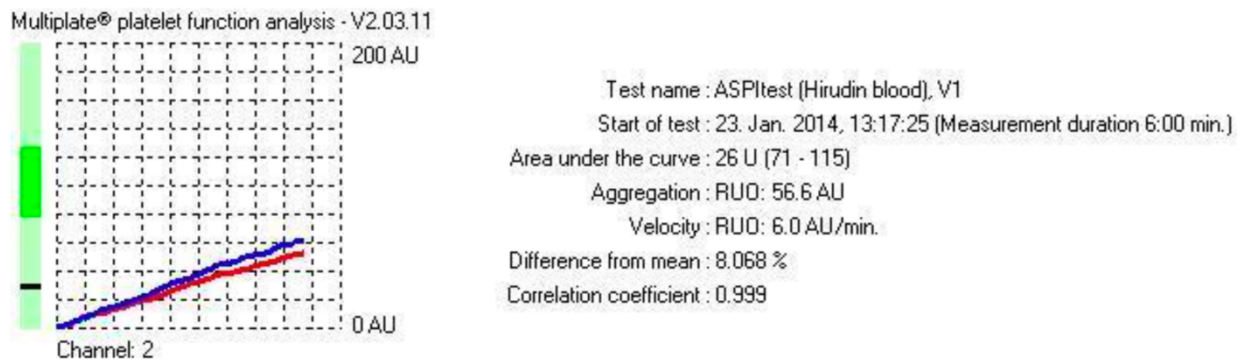 Multiplate® platelet function analysis - V2.03.11
200 AU
0 AU
Channel: 2
Test name : ASPItest (Hirudin blood), V1
Start of test : 23. Jan. 2014, 13:17:25 (Measurement duration 6:00 min.)
Area under the curve : 26 U (71 - 115)
Aggregation : RUO: 56.6 AU
Velocity : RUO: 6.0 AU/min.
Difference from mean : 8.068 %
Correlation coefficient : 0.999